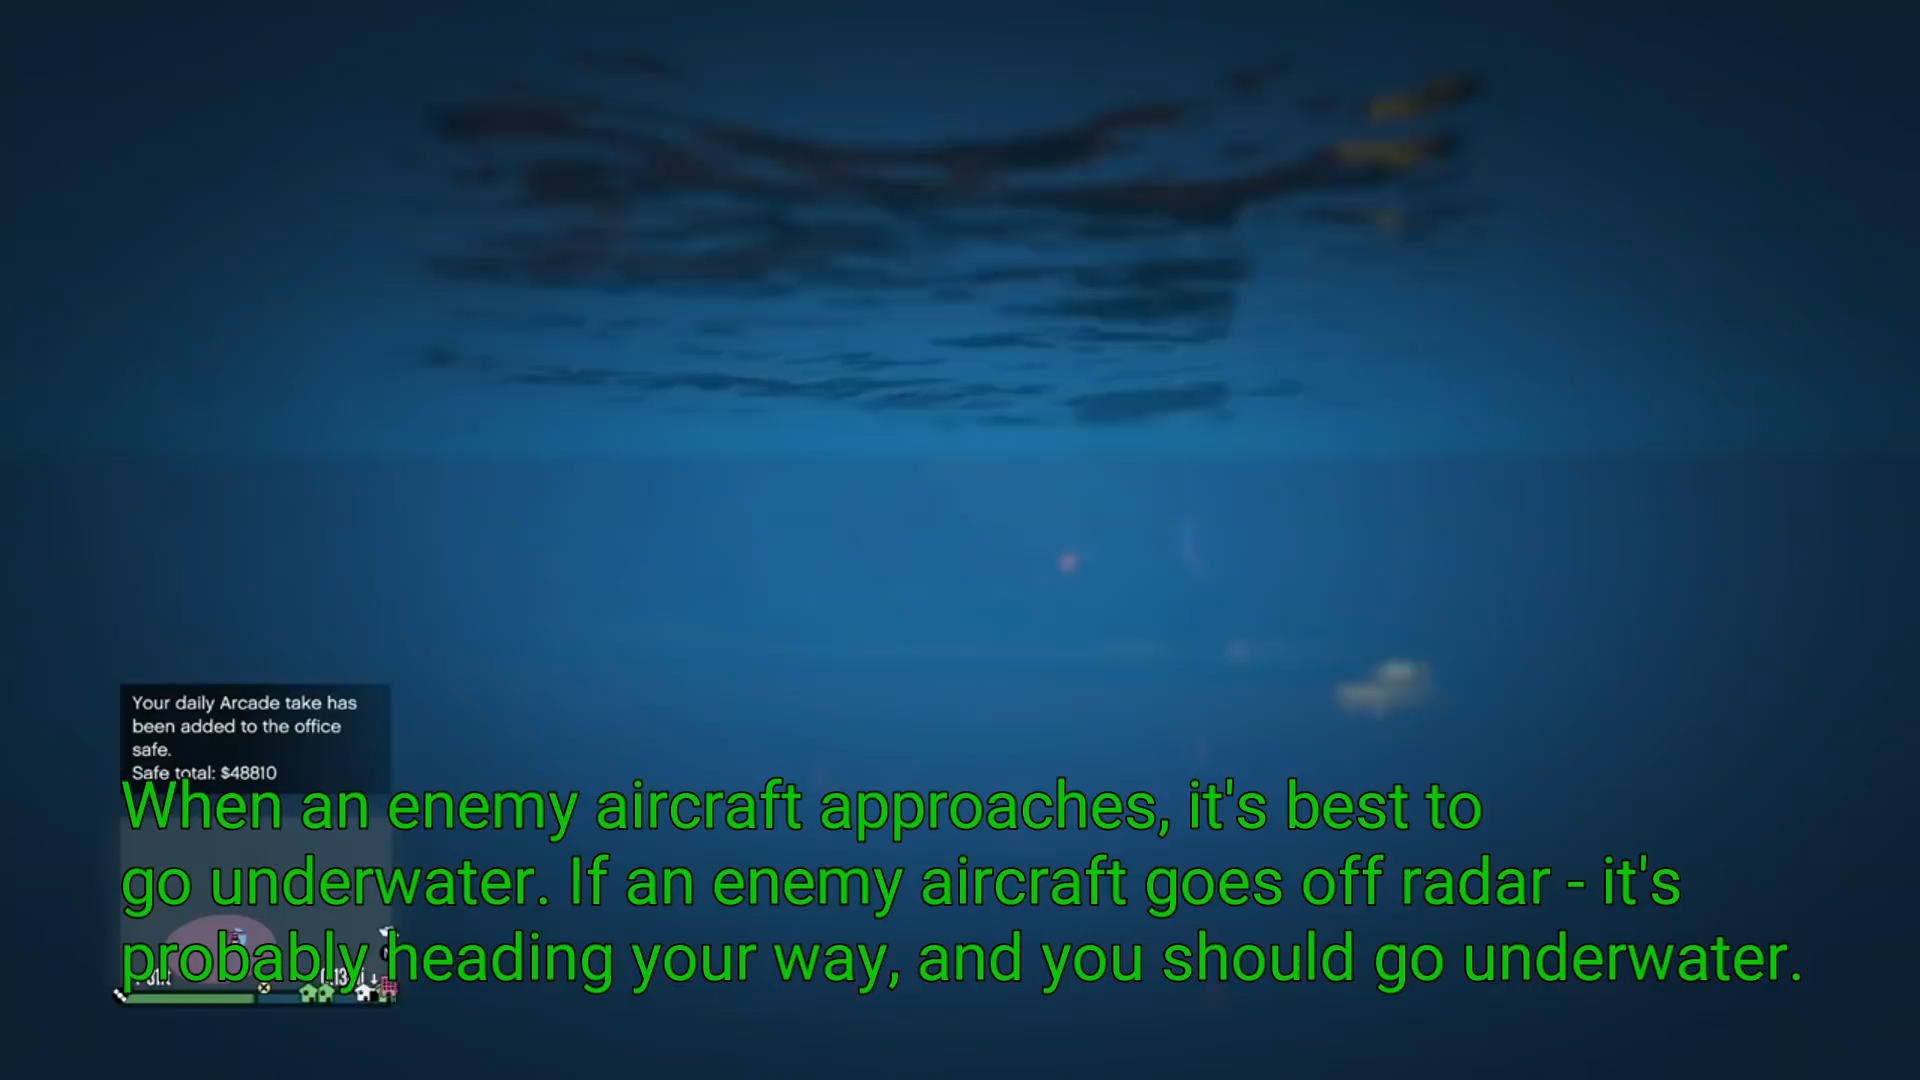 Your daily Arcade take has
been added to the office
safe.
Safe total: $48810
When an enemy aircraft approaches, it's best to
go underwater. If an enemy aircraft goes off radar - it's
probably heading your way, and you should go underwater.